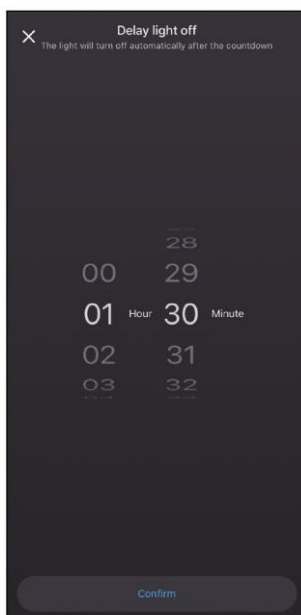 Delay light off
The light will turn off automatically after the countdown
28
00 29
01 Hour 30 Minute
02 31
03 32
Confirm